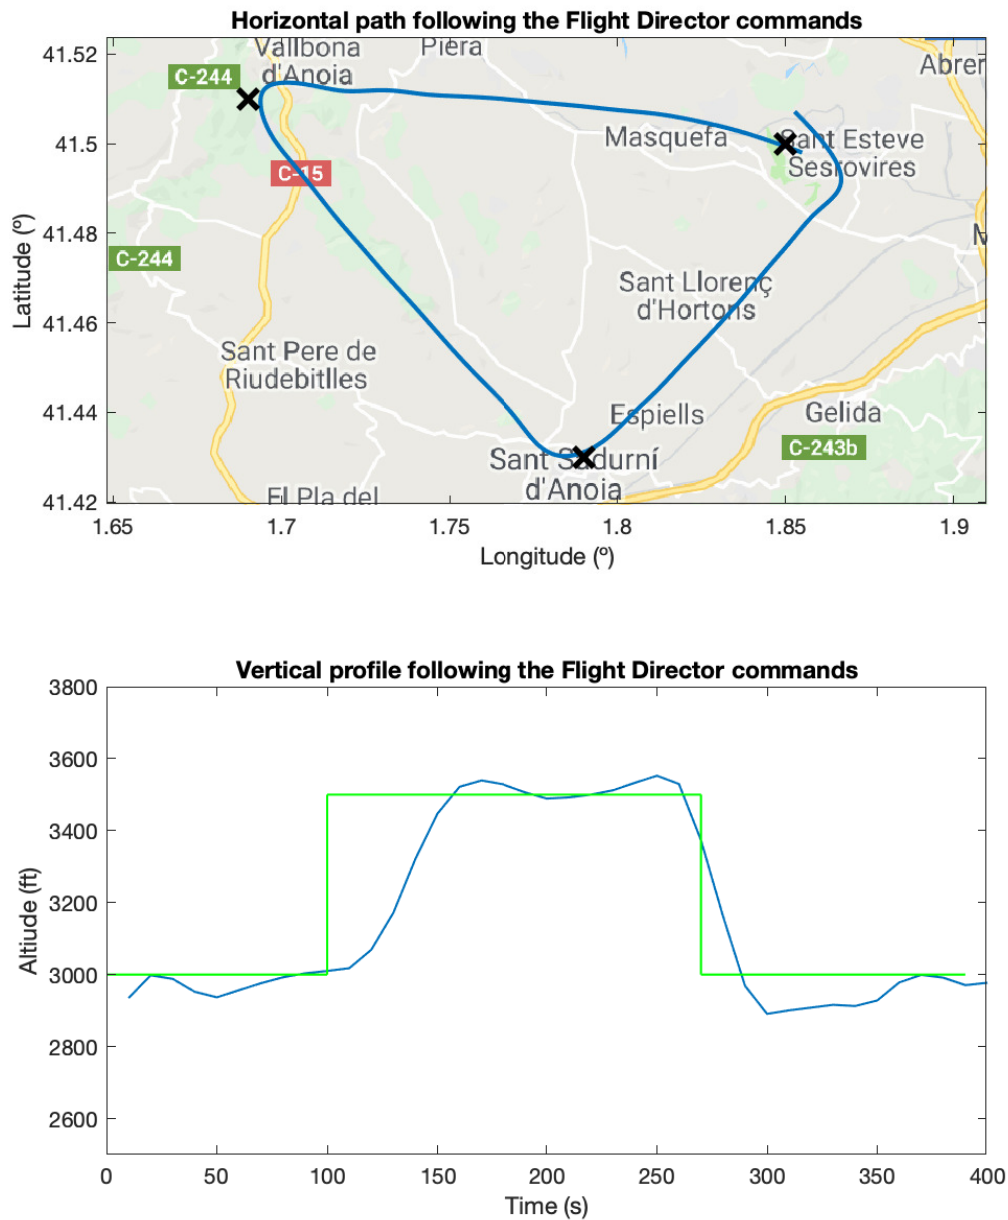 Horizontal path following the Flight Director commands
41.52
41.5
41.48
41.46
41.44
41.42
Latitude (º)
Vallbona
d'Anoia
Piera
Abrer
C-244
Masquefa
Sant Esteve
Sesrovires
C-15
C-244
Sant Llorenç
d'Hortons
Sant Pere de
Riudebitlles
Espiells
Gelida
C-243b
Sant Sadurní
d'Anoia
El Pla del
1.65
1.7
1.75
1.8
1.85
1.9
Longitude (º)
Vertical profile following the Flight Director commands
3800
3600
3400
3200
3000
2800
2600
Altiude (ft)
0
50
100
150
200
250
300
350
400
Time (s)